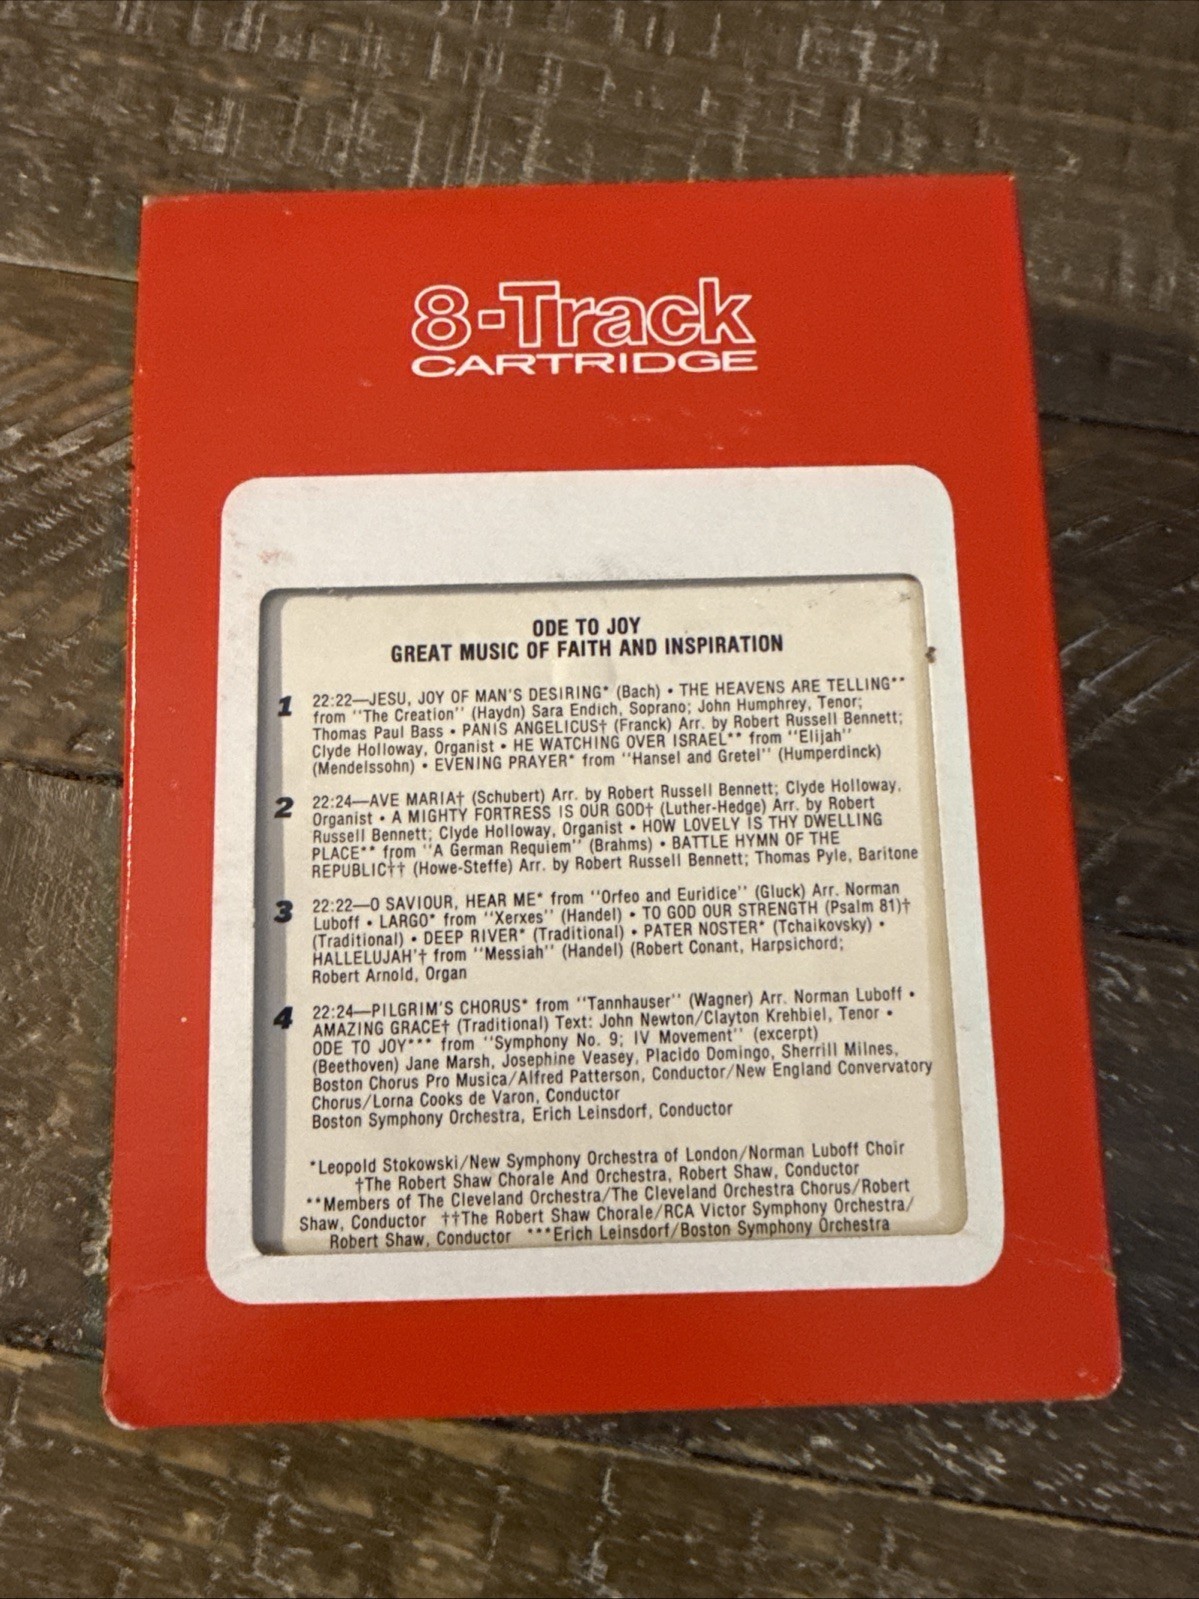 8-Track
CARTRIDGE
ODE TO JOY
GREAT MUSIC OF FAITH AND INSPIRATION
1 22:22—JESU, JOY OF MAN'S DESIRING* (Bach) • THE HEAVENS ARE TELLING**
from "The Creation" (Haydn) Sara Endich, Soprano; John Humphrey, Tenor;
Thomas Paul Bass • PANIS ANGELICUS† (Franck) Arr. by Robert Russell Bennett;
Clyde Holloway, Organist • HE WATCHING OVER ISRAEL** from "Elijah"
(Mendelssohn) • EVENING PRAYER* from "Hansel and Gretel" (Humperdinck)
2 22:24—AVE MARIA† (Schubert) Arr. by Robert Russell Bennett; Clyde Holloway,
Organist • A MIGHTY FORTRESS IS OUR GOD† (Luther-Hedge) Arr. by Robert
Russell Bennett; Clyde Holloway, Organist • HOW LOVELY IS THY DWELLING
PLACE** from "A German Requiem" (Brahms) • BATTLE HYMN OF THE
REPUBLIC†† (Howe-Steffe) Arr. by Robert Russell Bennett; Thomas Pyle, Baritone
3 22:22—O SAVIOUR, HEAR ME* from "Orfeo and Euridice" (Gluck) Arr. Norman
Luboff • LARGO* from "Xerxes" (Handel) • TO GOD OUR STRENGTH (Psalm 81)†
(Traditional) • DEEP RIVER* (Traditional) • PATER NOSTER* (Tchaikovsky) •
HALLELUJAH'† from "Messiah" (Handel) (Robert Conant, Harpsichord;
Robert Arnold, Organ
4 22:24—PILGRIM'S CHORUS* from "Tannhauser" (Wagner) Arr. Norman Luboff •
AMAZING GRACE† (Traditional) Text: John Newton/Clayton Krehbiel, Tenor •
ODE TO JOY*** from "Symphony No. 9; IV Movement" (excerpt)
(Beethoven) Jane Marsh, Josephine Veasey, Placido Domingo, Sherrill Milnes,
Boston Chorus Pro Musica/Alfred Patterson, Conductor/New England Convervatory
Chorus/Lorna Cooks de Varon, Conductor
Boston Symphony Orchestra, Erich Leinsdorf, Conductor
*Leopold Stokowski/New Symphony Orchestra of London/Norman Luboff Choir
†The Robert Shaw Chorale And Orchestra, Robert Shaw, Conductor
**Members of The Cleveland Orchestra/The Cleveland Orchestra Chorus/Robert
Shaw, Conductor ††The Robert Shaw Chorale/RCA Victor Symphony Orchestra/
Robert Shaw, Conductor ***Erich Leinsdorf/Boston Symphony Orchestra